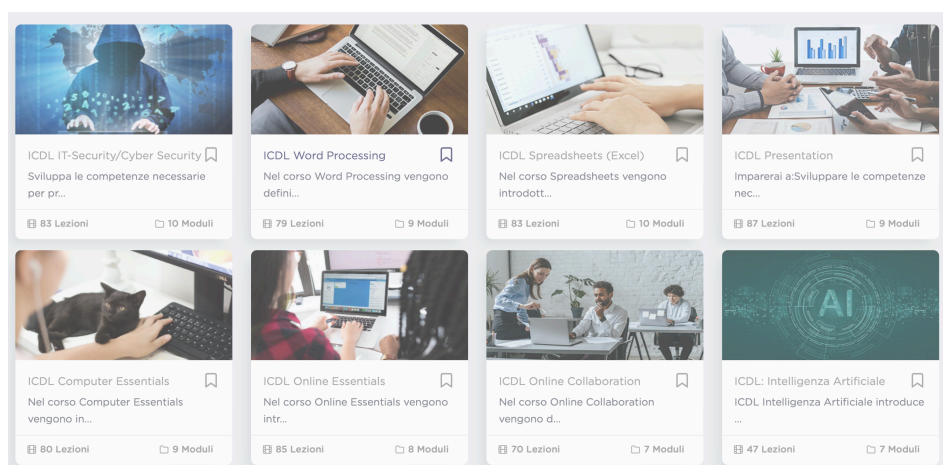 ICDL IT-Security/Cyber Security
Sviluppa le competenze necessarie
per pr...
83 Lezioni
10 Moduli
ICDL Word Processing
Nel corso Word Processing vengono
defini...
79 Lezioni
9 Moduli
ICDL Spreadsheets (Excel)
Nel corso Spreadsheets vengono
introdott...
83 Lezioni
10 Moduli
ICDL Presentation
Imparerai a:Sviluppare le competenze
nec...
87 Lezioni
9 Moduli
ICDL Computer Essentials
Nel corso Computer Essentials
vengono in...
80 Lezioni
9 Moduli
ICDL Online Essentials
Nel corso Online Essentials vengono
intr...
85 Lezioni
8 Moduli
ICDL Online Collaboration
Nel corso Online Collaboration
vengono d...
70 Lezioni
7 Moduli
AI
ICDL: Intelligenza Artificiale
ICDL Intelligenza Artificiale introduce
...
47 Lezioni
7 Moduli